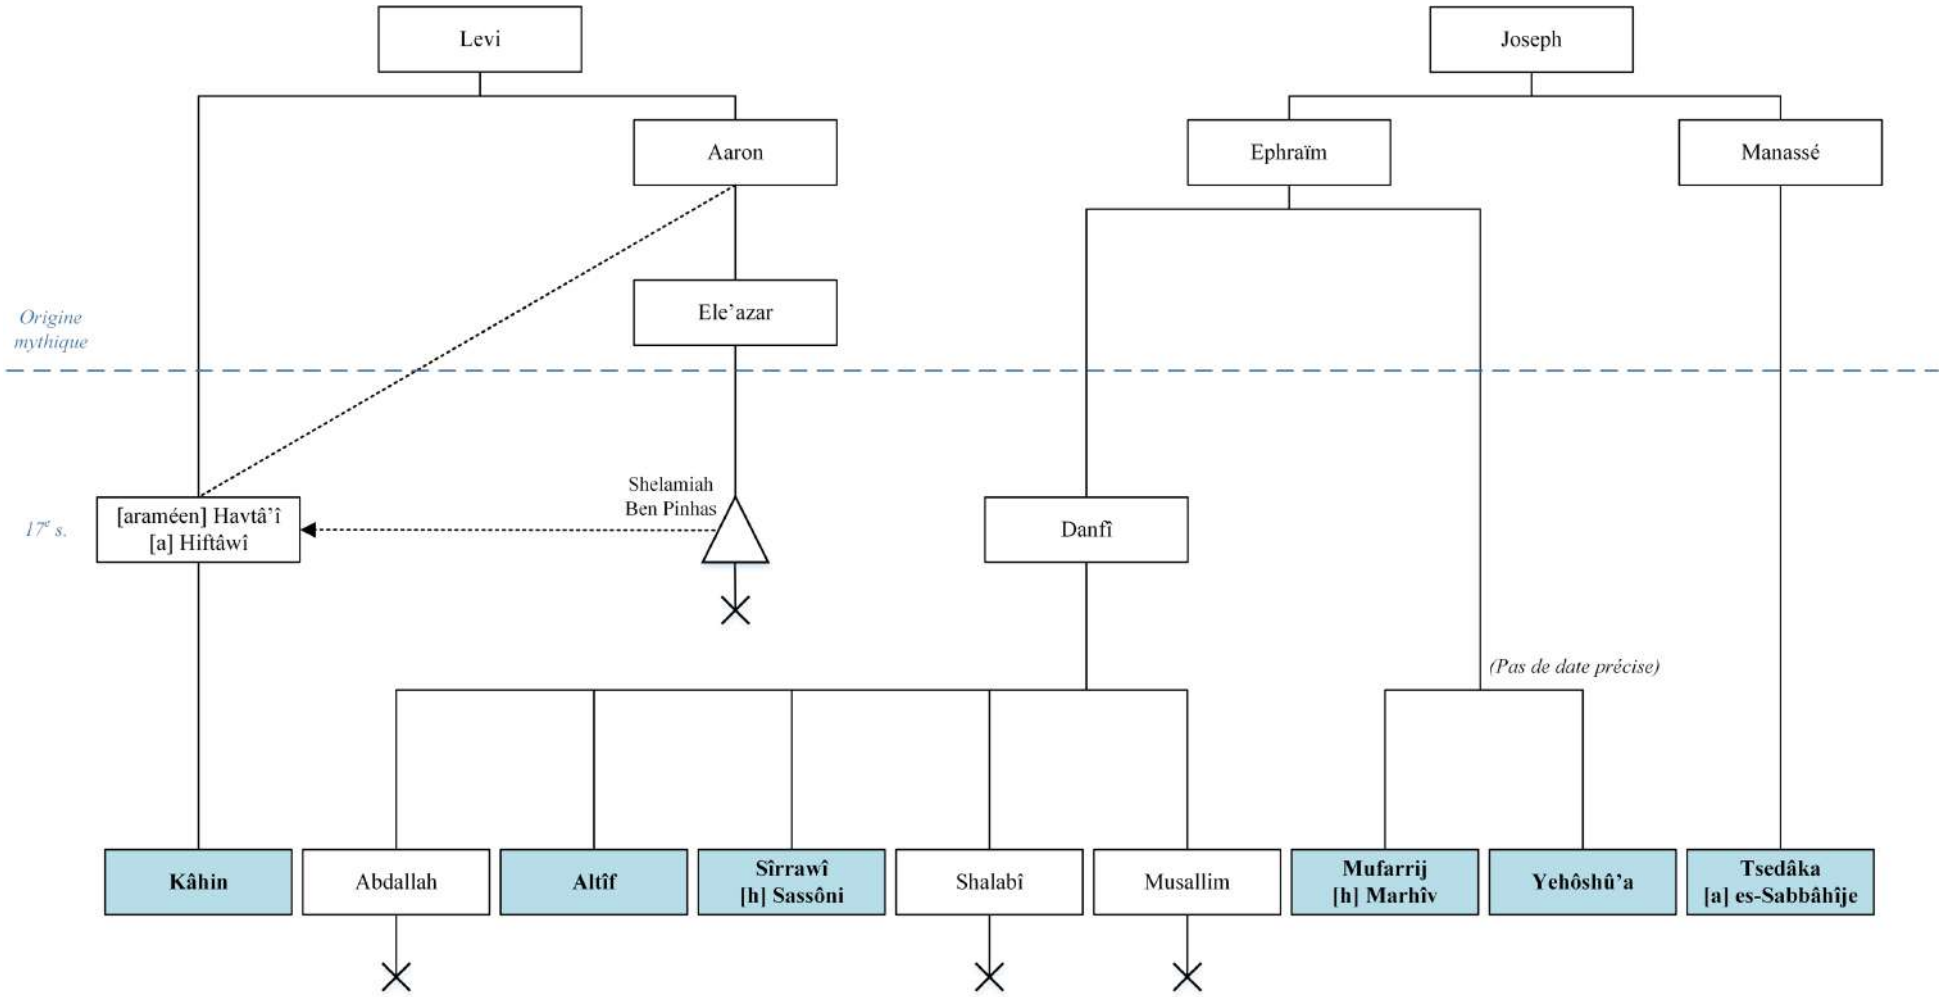 Levi
Joseph
Aaron
Ephraïm
Manassé
Ele’azar
Origine
mythique
Shelamiah
Ben Pinhas
17e s.
[araméen] Havtâ’î
[a] Hiftâwî
Danfî
(Pas de date précise)
Kâhin
Abdallah
Altîf
Sîrrawî
[h] Sassôni
Shalabî
Musallim
Mufarrij
[h] Marhîv
Yehôshû’a
Tsedâka
[a] es-Sabbâhîje